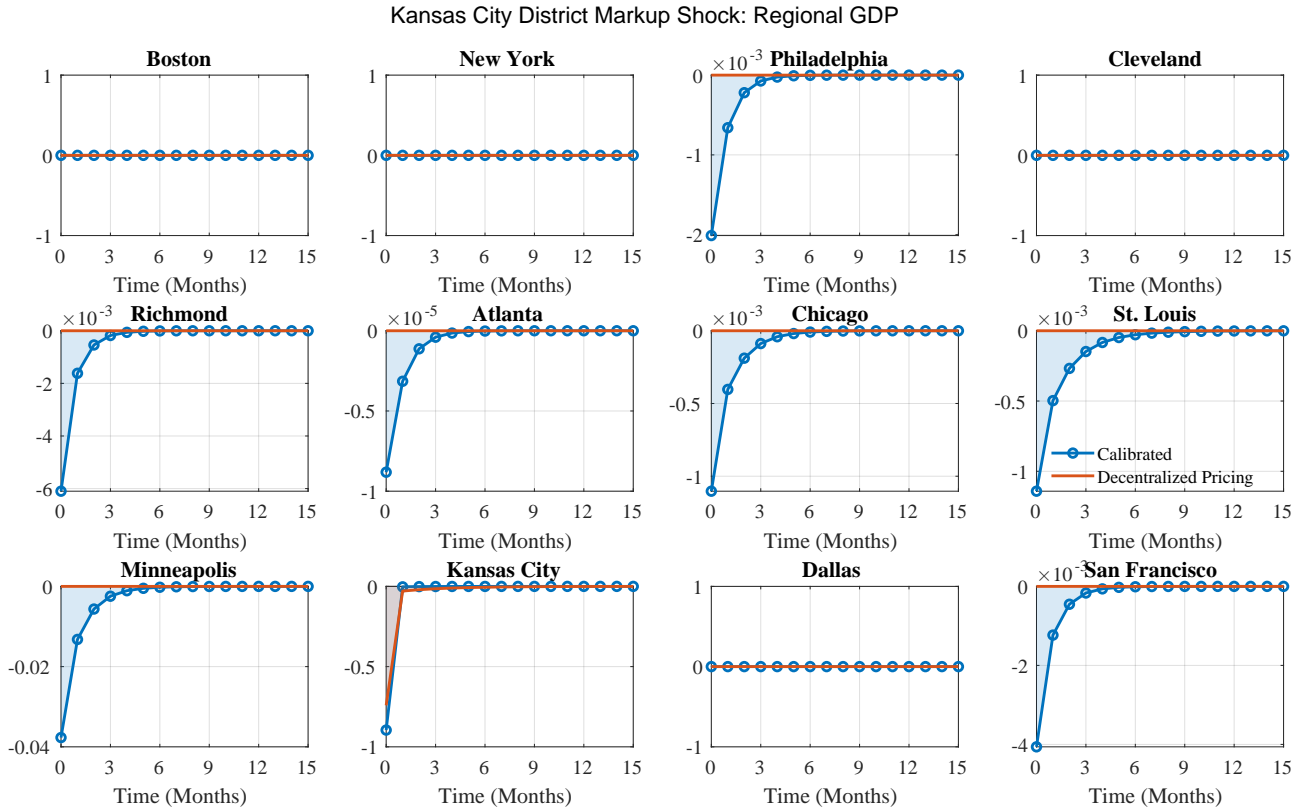 Kansas City District Markup Shock: Regional GDP
Boston
1
0
-1
0 3 6 9 12 15
Time (Months)
New York
1
0
-1
0 3 6 9 12 15
Time (Months)
×10^-3
Philadelphia
0
-1
-2
0 3 6 9 12 15
Time (Months)
Cleveland
1
0
-1
0 3 6 9 12 15
Time (Months)
×10^-3
Richmond
0
-2
-4
-6
0 3 6 9 12 15
Time (Months)
×10^-5
Atlanta
0
-0.5
-1
0 3 6 9 12 15
Time (Months)
×10^-3
Chicago
0
-0.5
-1
0 3 6 9 12 15
Time (Months)
×10^-3
St. Louis
0
-0.5
-1
Calibrated
Decentralized Pricing
0 3 6 9 12 15
Time (Months)
Minneapolis
0
-0.02
-0.04
0 3 6 9 12 15
Time (Months)
Kansas City
0
-0.5
-1
0 3 6 9 12 15
Time (Months)
Dallas
1
0
-1
0 3 6 9 12 15
Time (Months)
×10^-3
San Francisco
0
-2
-4
0 3 6 9 12 15
Time (Months)